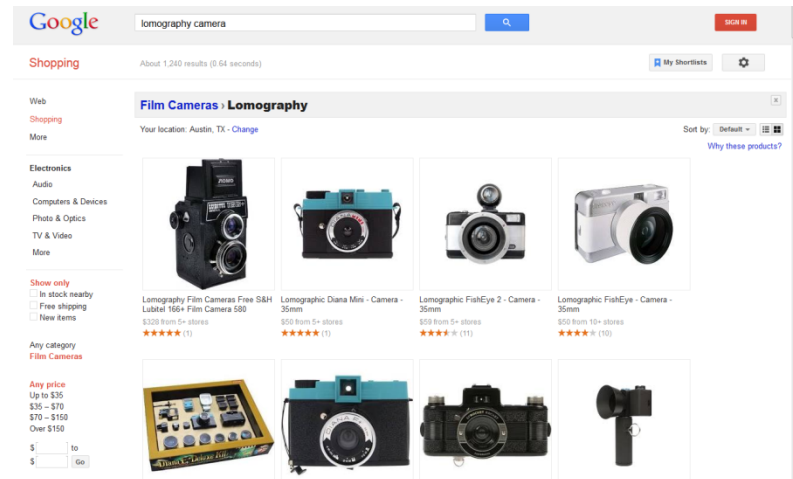 Google
lomography camera
SIGN IN
Shopping
About 1,240 results (0.64 seconds)
My Shortlists
Web
Shopping
More
Film Cameras › Lomography
Your location: Austin, TX - Change
Sort by: Default
Why these products?
Electronics
Audio
Computers & Devices
Photo & Optics
TV & Video
More
Show only
In stock nearby
Free shipping
New items
Any category
Film Cameras
Any price
Up to $35
$35 – $70
$70 – $150
Over $150
$ to
$ Go
Lomography Film Cameras Free S&H
Lubitel 166+ Film Camera 580
$328 from 5+ stores
(1)
Lomographic Diana Mini - Camera -
35mm
$50 from 5+ stores
(1)
Lomographic FishEye 2 - Camera -
35mm
$59 from 5+ stores
(11)
Lomographic FishEye - Camera -
35mm
$50 from 10+ stores
(10)